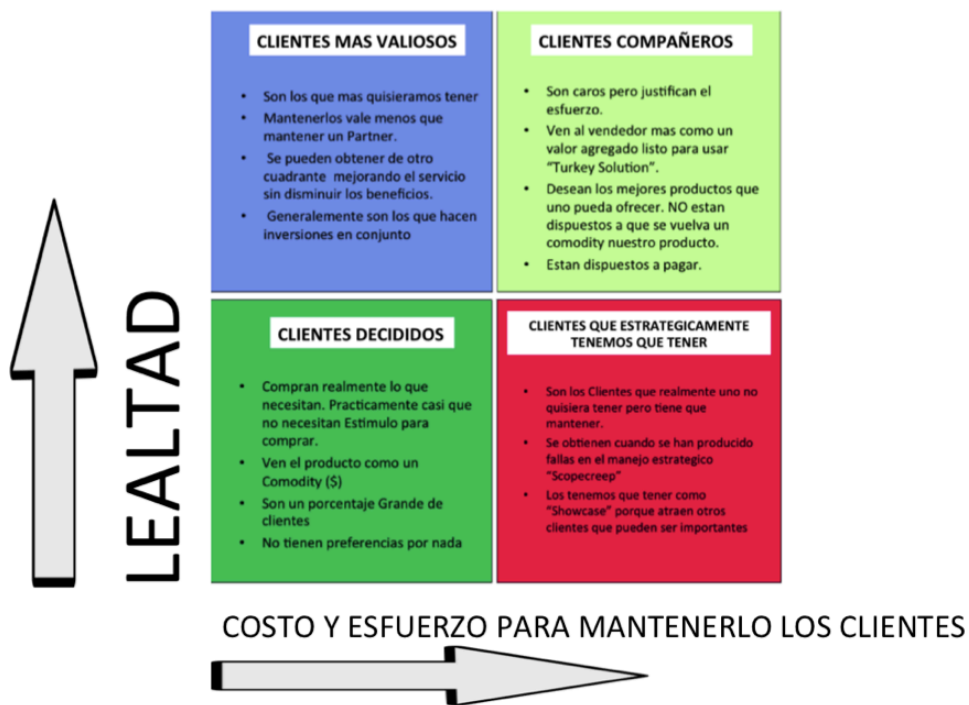 CLIENTES MAS VALIOSOS
• Son los que mas quisieramos tener
• Mantenerlos vale menos que
mantener un Partner.
• Se pueden obtener de otro
cuadrante mejorando el servicio
sin disminuir los beneficios.
• Generalmente son los que hacen
inversiones en conjunto
CLIENTES COMPAÑEROS
• Son caros pero justifican el
esfuerzo.
• Ven al vendedor mas como un
valor agregado listo para usar
“Turkey Solution”.
• Desean los mejores productos que
uno pueda ofrecer. NO estan
dispuestos a que se vuelva un
comodity nuestro producto.
• Estan dispuestos a pagar.
LEALTAD
CLIENTES DECIDIDOS
• Compran realmente lo que
necesitan. Practicamente casi que
no necesitan Estimulo para
comprar.
• Ven el producto como un
Comodity ($)
• Son un porcentaje Grande de
clientes
• No tienen preferencias por nada
CLIENTES QUE ESTRATEGICAMENTE
TENEMOS QUE TENER
• Son los Clientes que realmente uno no
quisiera tener pero tiene que
mantener.
• Se obtienen cuando se han producido
fallas en el manejo estrategico
“Scopecreep”
• Los tenemos que tener como
“Showcase” porque atraen otros
clientes que pueden ser importantes
COSTO Y ESFUERZO PARA MANTENERLO LOS CLIENTES